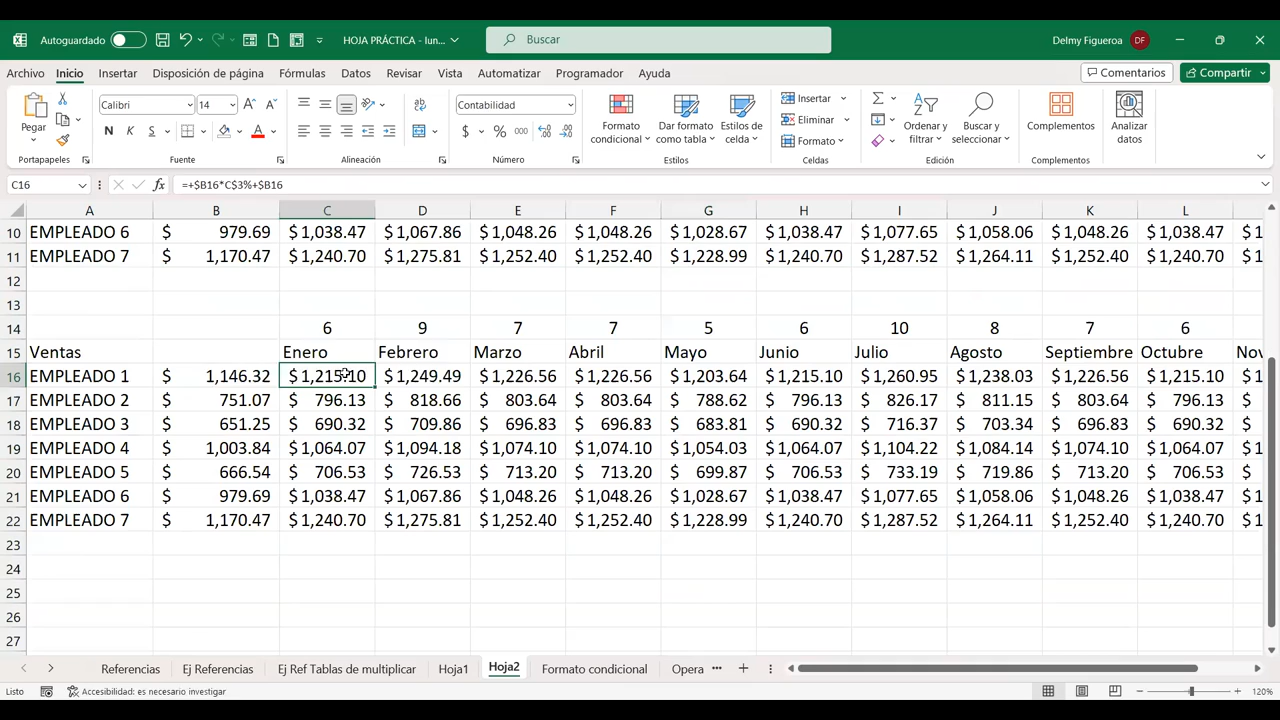 Autoguardado HOJA PRÁCTICA - lun... Buscar Delmy Figueroa DF
Archivo Inicio Insertar Disposición de página Fórmulas Datos Revisar Vista Automatizar Programador Ayuda Comentarios Compartir
Pegar Calibri 14 Contabilidad Formato condicional Dar formato como tabla Estilos de celda Insertar Eliminar Formato Ordenar y filtrar Buscar y seleccionar Complementos Analizar datos
N K S $ % 000
Portapapeles Fuente Alineación Número Estilos Celdas Edición Complementos
C16 fx =+$B16*C$3%+$B16
A B C D E F G H I J K L
10 EMPLEADO 6 $ 979.69 $ 1,038.47 $ 1,067.86 $ 1,048.26 $ 1,048.26 $ 1,028.67 $ 1,038.47 $ 1,077.65 $ 1,058.06 $ 1,048.26 $ 1,038.47 $ 1
11 EMPLEADO 7 $ 1,170.47 $ 1,240.70 $ 1,275.81 $ 1,252.40 $ 1,252.40 $ 1,228.99 $ 1,240.70 $ 1,287.52 $ 1,264.11 $ 1,252.40 $ 1,240.70 $ 1
12
13
14 6 9 7 7 5 6 10 8 7 6
15 Ventas Enero Febrero Marzo Abril Mayo Junio Julio Agosto Septiembre Octubre Nov
16 EMPLEADO 1 $ 1,146.32 $ 1,215.10 $ 1,249.49 $ 1,226.56 $ 1,226.56 $ 1,203.64 $ 1,215.10 $ 1,260.95 $ 1,238.03 $ 1,226.56 $ 1,215.10 $ 1
17 EMPLEADO 2 $ 751.07 $ 796.13 $ 818.66 $ 803.64 $ 803.64 $ 788.62 $ 796.13 $ 826.17 $ 811.15 $ 803.64 $ 796.13 $
18 EMPLEADO 3 $ 651.25 $ 690.32 $ 709.86 $ 696.83 $ 696.83 $ 683.81 $ 690.32 $ 716.37 $ 703.34 $ 696.83 $ 690.32 $
19 EMPLEADO 4 $ 1,003.84 $ 1,064.07 $ 1,094.18 $ 1,074.10 $ 1,074.10 $ 1,054.03 $ 1,064.07 $ 1,104.22 $ 1,084.14 $ 1,074.10 $ 1,064.07 $ 1
20 EMPLEADO 5 $ 666.54 $ 706.53 $ 726.53 $ 713.20 $ 713.20 $ 699.87 $ 706.53 $ 733.19 $ 719.86 $ 713.20 $ 706.53 $
21 EMPLEADO 6 $ 979.69 $ 1,038.47 $ 1,067.86 $ 1,048.26 $ 1,048.26 $ 1,028.67 $ 1,038.47 $ 1,077.65 $ 1,058.06 $ 1,048.26 $ 1,038.47 $ 1
22 EMPLEADO 7 $ 1,170.47 $ 1,240.70 $ 1,275.81 $ 1,252.40 $ 1,252.40 $ 1,228.99 $ 1,240.70 $ 1,287.52 $ 1,264.11 $ 1,252.40 $ 1,240.70 $ 1
23
24
25
26
27
Referencias Ej Referencias Ej Ref Tablas de multiplicar Hoja1 Hoja2 Formato condicional Opera ...
Listo Accesibilidad: es necesario investigar 120%